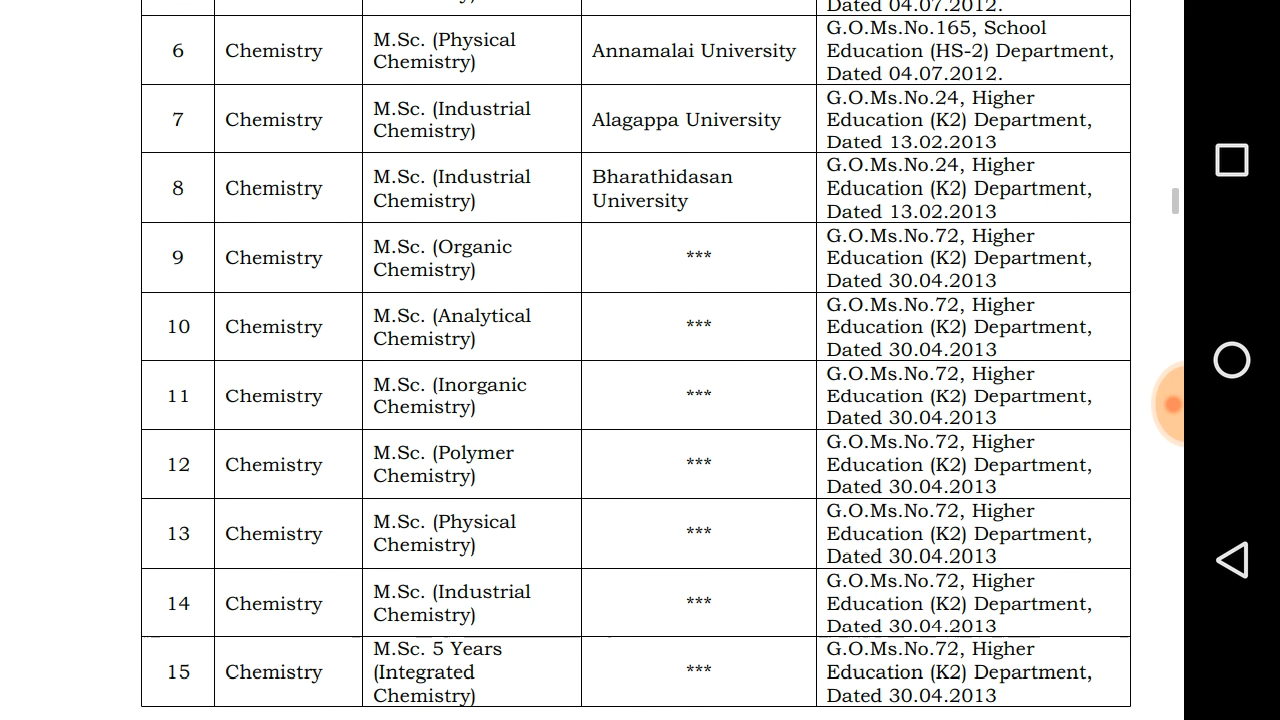 Dated 04.07.2012.
6 Chemistry M.Sc. (Physical Chemistry) Annamalai University G.O.Ms.No.165, School Education (HS-2) Department, Dated 04.07.2012.
7 Chemistry M.Sc. (Industrial Chemistry) Alagappa University G.O.Ms.No.24, Higher Education (K2) Department, Dated 13.02.2013
8 Chemistry M.Sc. (Industrial Chemistry) Bharathidasan University G.O.Ms.No.24, Higher Education (K2) Department, Dated 13.02.2013
9 Chemistry M.Sc. (Organic Chemistry) *** G.O.Ms.No.72, Higher Education (K2) Department, Dated 30.04.2013
10 Chemistry M.Sc. (Analytical Chemistry) *** G.O.Ms.No.72, Higher Education (K2) Department, Dated 30.04.2013
11 Chemistry M.Sc. (Inorganic Chemistry) *** G.O.Ms.No.72, Higher Education (K2) Department, Dated 30.04.2013
12 Chemistry M.Sc. (Polymer Chemistry) *** G.O.Ms.No.72, Higher Education (K2) Department, Dated 30.04.2013
13 Chemistry M.Sc. (Physical Chemistry) *** G.O.Ms.No.72, Higher Education (K2) Department, Dated 30.04.2013
14 Chemistry M.Sc. (Industrial Chemistry) *** G.O.Ms.No.72, Higher Education (K2) Department, Dated 30.04.2013
15 Chemistry M.Sc. 5 Years (Integrated Chemistry) *** G.O.Ms.No.72, Higher Education (K2) Department, Dated 30.04.2013